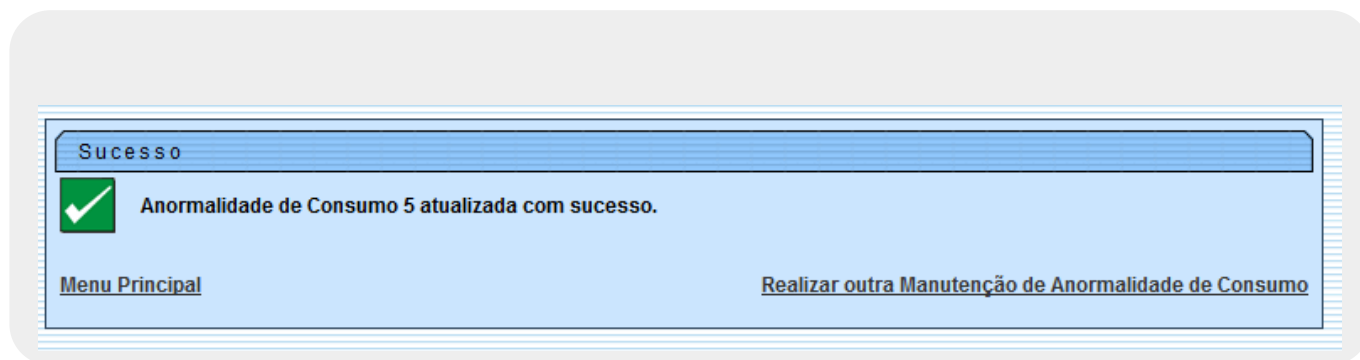 Sucesso
Anormalidade de Consumo 5 atualizada com sucesso.
Menu Principal
Realizar outra Manutenção de Anormalidade de Consumo